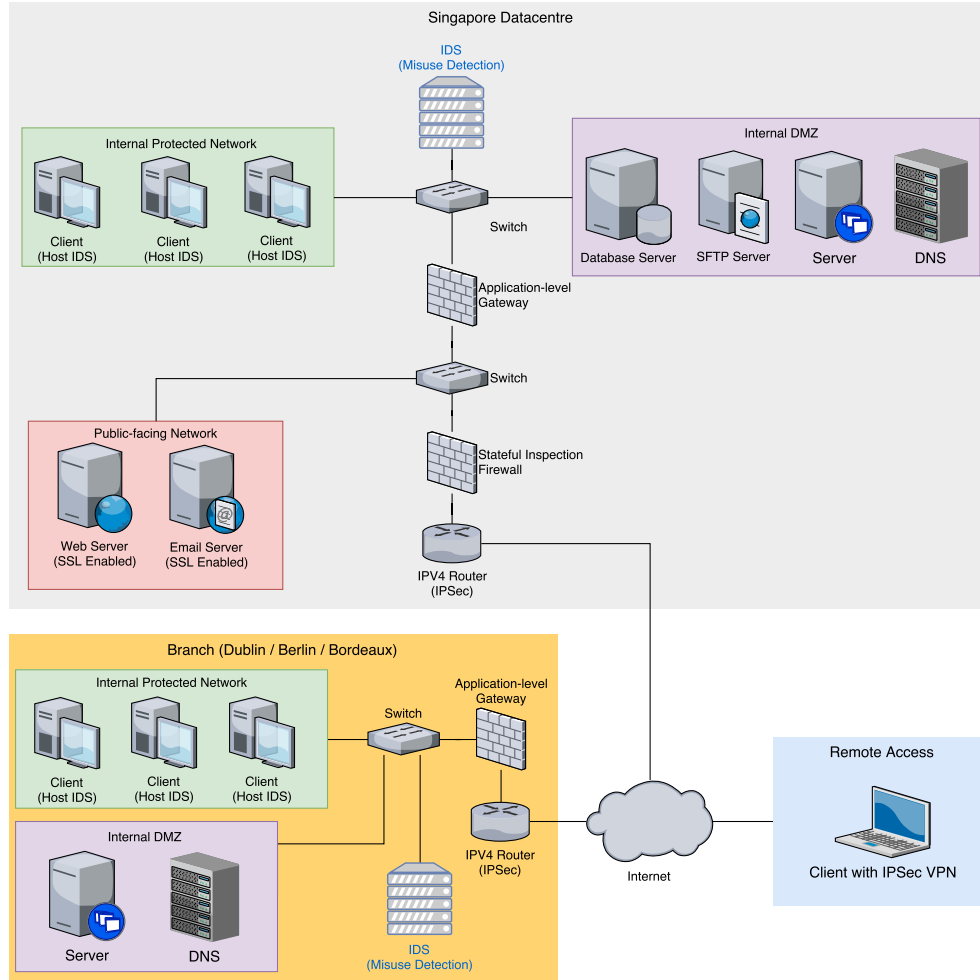 Singapore Datacentre
IDS
(Misuse Detection)
Internal Protected Network
Client
(Host IDS)
Client
(Host IDS)
Client
(Host IDS)
Switch
Internal DMZ
Database Server
SFTP Server
Server
DNS
Application-level
Gateway
Switch
Public-facing Network
Web Server
(SSL Enabled)
Email Server
(SSL Enabled)
Stateful Inspection
Firewall
IPV4 Router
(IPSec)
Branch (Dublin / Berlin / Bordeaux)
Internal Protected Network
Client
(Host IDS)
Client
(Host IDS)
Client
(Host IDS)
Switch
Application-level
Gateway
IPV4 Router
(IPSec)
Internal DMZ
Server
DNS
IDS
(Misuse Detection)
Internet
Remote Access
Client with IPSec VPN